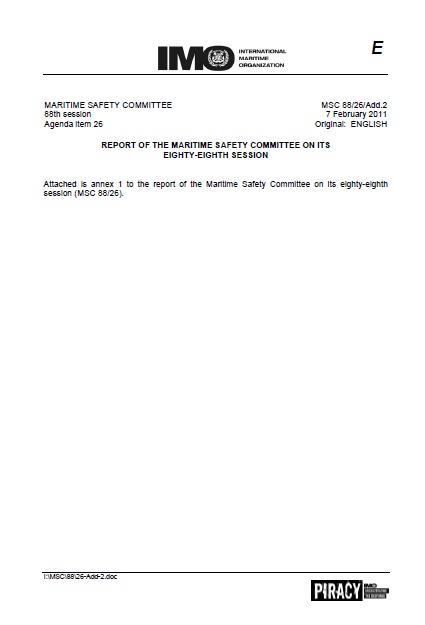 E
IMO
INTERNATIONAL
MARITIME
ORGANIZATION
MARITIME SAFETY COMMITTEE
88th session
Agenda item 26
MSC 88/26/Add.2
7 February 2011
Original: ENGLISH
REPORT OF THE MARITIME SAFETY COMMITTEE ON ITS
EIGHTY-EIGHTH SESSION
Attached is annex 1 to the report of the Maritime Safety Committee on its eighty-eighth
session (MSC 88/26).
I:\MSC\88\26-Add-2.doc
PIRACY
IMO